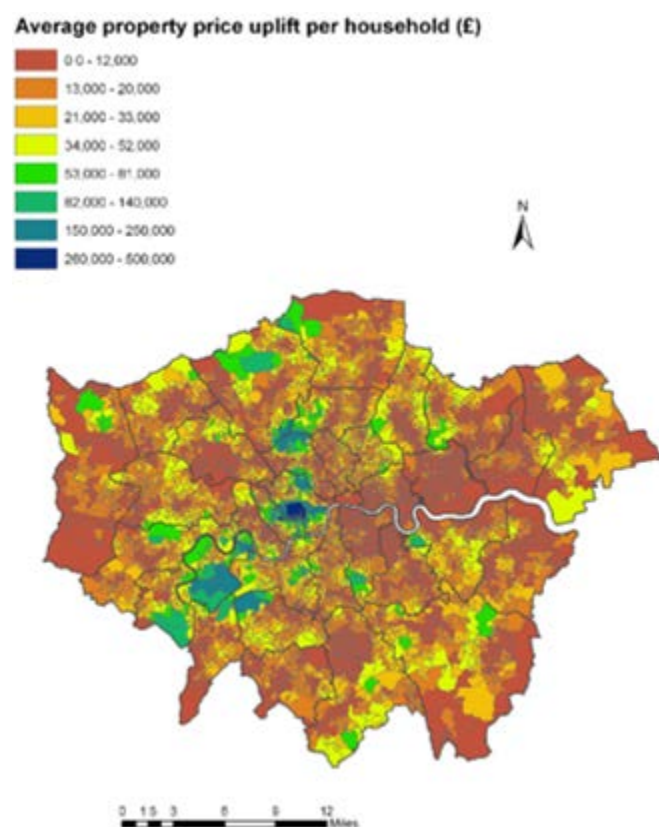 Average property price uplift per household (£)
0.0 - 12,000
13,000 - 20,000
21,000 - 33,000
34,000 - 52,000
53,000 - 81,000
82,000 - 140,000
150,000 - 250,000
260,000 - 500,000
N
0 1.5 3 6 9 12
Miles